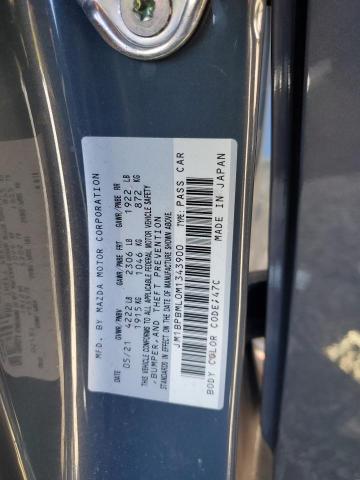 MFD. BY MAZDA MOTOR CORPORATION
GVWR/PNBV GAWR/PNBE FRT GAWR/PNBE RR
05/21 4222 LB 2306 LB 1922 LB
1915 KG 1046 KG 872 KG
THIS VEHICLE CONFORMS TO ALL APPLICABLE FEDERAL MOTOR VEHICLE SAFETY
-BUMPER, AND THEFT PREVENTION
STANDARDS IN EFFECT ON THE DATE OF MANUFACTURE SHOWN ABOVE.
JM1BPBML0M1343900 TYPE: PASS CAR
MADE IN JAPAN
BODY COLOR CODE: 47C